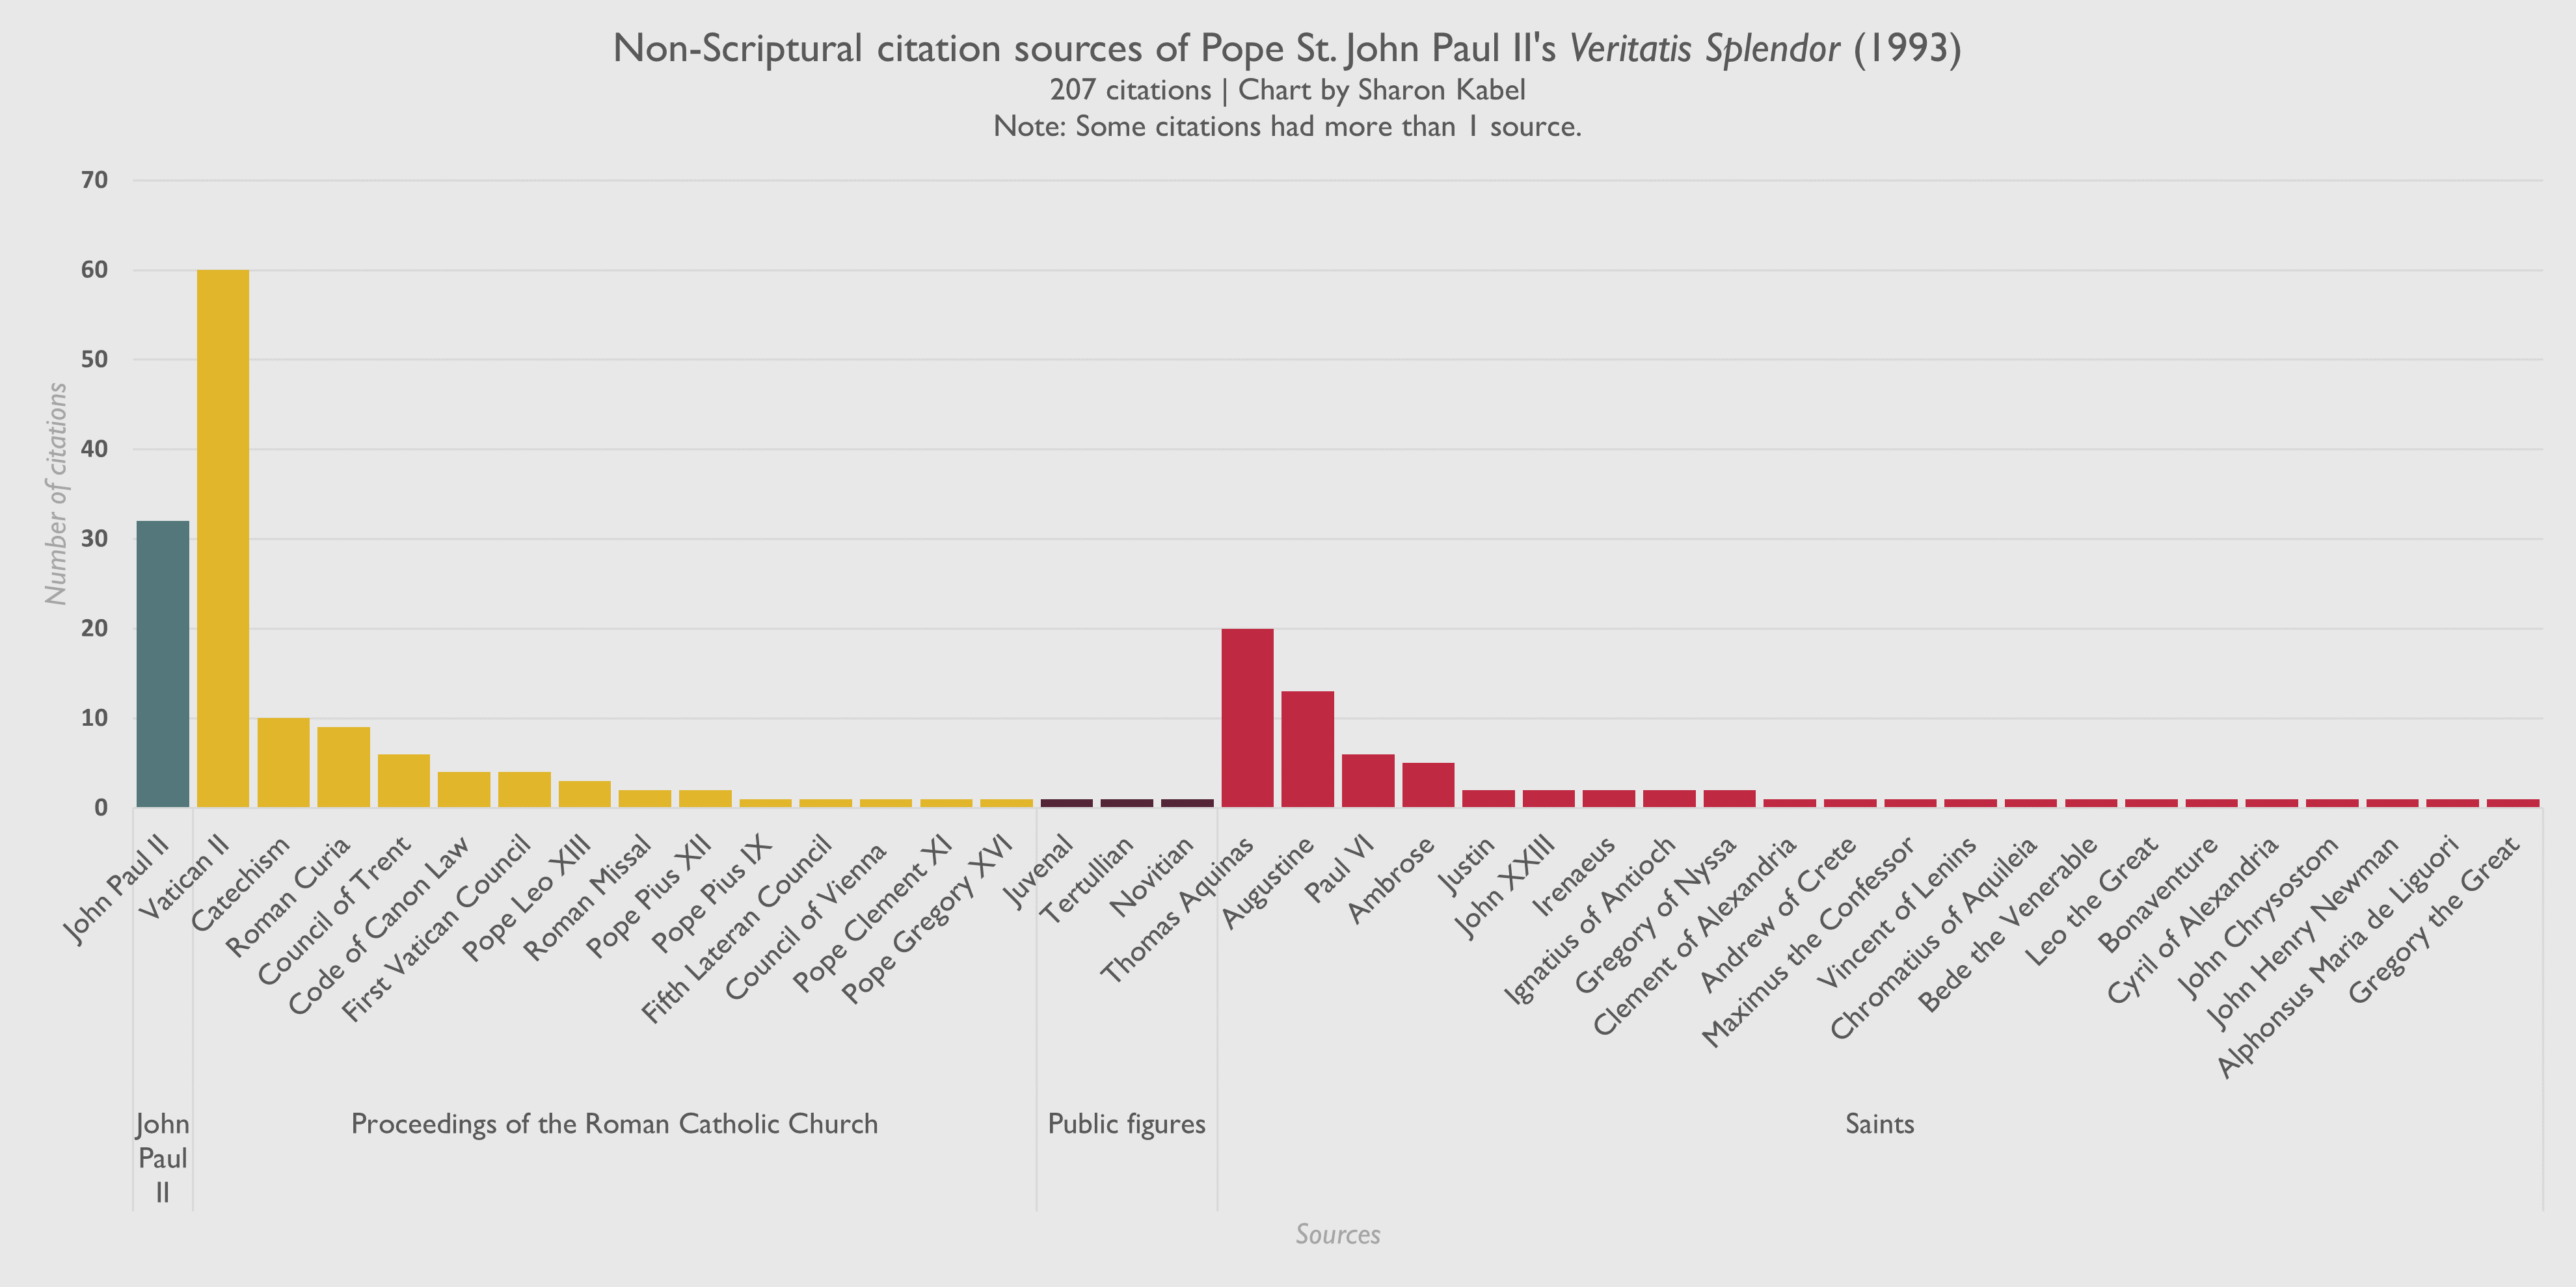 Non-Scriptural citation sources of Pope St. John Paul II's Veritatis Splendor (1993)
207 citations | Chart by Sharon Kabel
Note: Some citations had more than 1 source.
Number of citations
70
60
50
40
30
20
10
0
John Paul II
Vatican II
Catechism
Roman Curia
Council of Trent
Code of Canon Law
First Vatican Council
Pope Leo XIII
Roman Missal
Pope Pius XII
Pope Pius IX
Fifth Lateran Council
Council of Vienna
Pope Clement XI
Pope Gregory XVI
Juvenal
Tertullian
Novitian
Thomas Aquinas
Augustine
Paul VI
Ambrose
Justin
John XXIII
Irenaeus
Ignatius of Antioch
Gregory of Nyssa
Clement of Alexandria
Andrew of Crete
Maximus the Confessor
Vincent of Lenins
Chromatius of Aquileia
Bede the Venerable
Leo the Great
Bonaventure
Cyril of Alexandria
John Chrysostom
John Henry Newman
Alphonsus Maria de Liguori
Gregory the Great
John
Paul
II
Proceedings of the Roman Catholic Church
Public figures
Saints
Sources